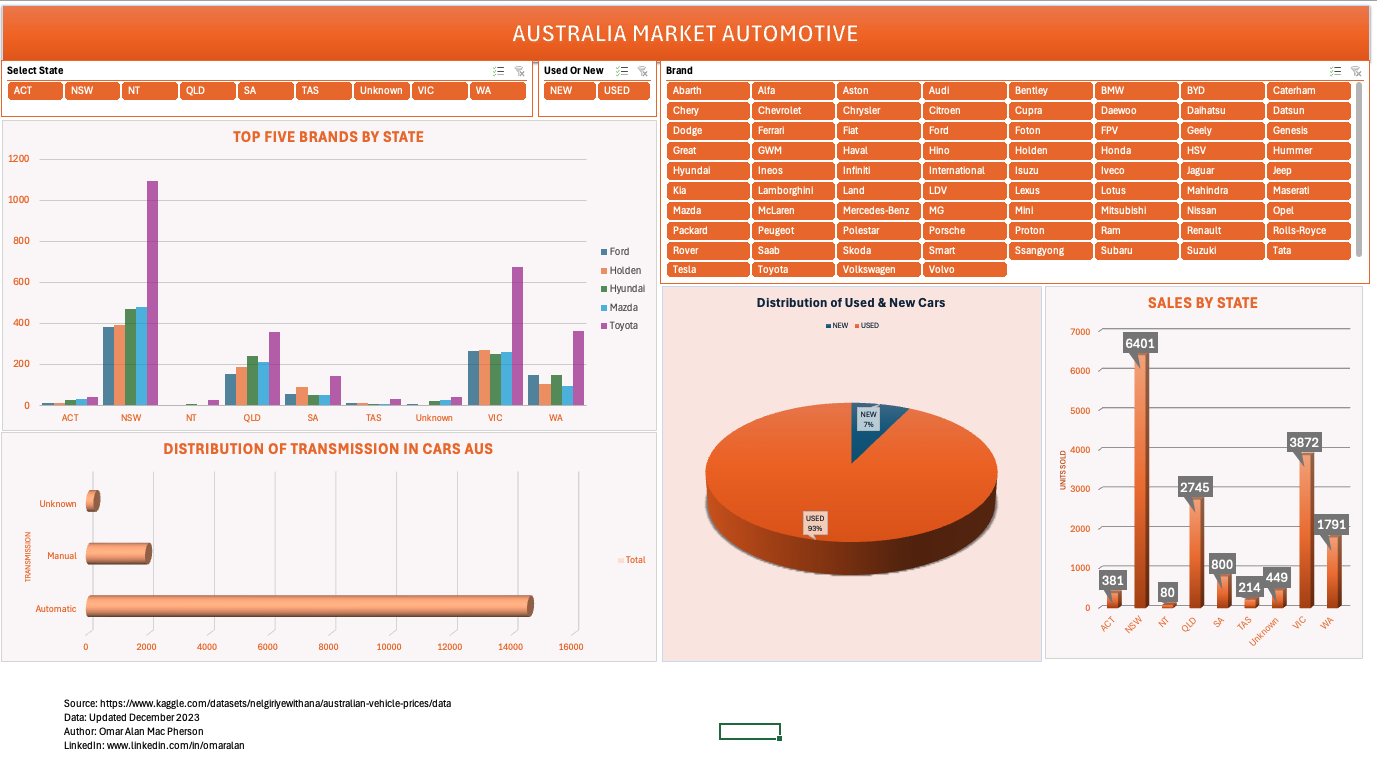 AUSTRALIA MARKET AUTOMOTIVE
Select State
ACT NSW NT QLD SA TAS Unknown VIC WA
Used Or New
NEW USED
Brand
Abarth Alfa Aston Audi Bentley BMW BYD Caterham
Chery Chevrolet Chrysler Citroen Cupra Daewoo Daihatsu Datsun
Dodge Ferrari Fiat Ford Foton FPV Geely Genesis
Great GWM Haval Hino Holden Honda HSV Hummer
Hyundai Ineos Infiniti International Isuzu Iveco Jaguar Jeep
Kia Lamborghini Land LDV Lexus Lotus Mahindra Maserati
Mazda McLaren Mercedes-Benz MG Mini Mitsubishi Nissan Opel
Packard Peugeot Polestar Porsche Proton Ram Renault Rolls-Royce
Rover Saab Skoda Smart Ssangyong Subaru Suzuki Tata
Tesla Toyota Volkswagen Volvo
TOP FIVE BRANDS BY STATE
1200
1000
800
600
400
200
0
ACT NSW NT QLD SA TAS Unknown VIC WA
Ford
Holden
Hyundai
Mazda
Toyota
DISTRIBUTION OF TRANSMISSION IN CARS AUS
TRANSMISSION
Unknown
Manual
Automatic
0 2000 4000 6000 8000 10000 12000 14000 16000
Total
Distribution of Used & New Cars
NEW USED
NEW
7%
USED
93%
SALES BY STATE
UNITS SOLD
7000
6000
5000
4000
3000
2000
1000
0
381 6401 80 2745 800 214 449 3872 1791
ACT NSW NT QLD SA TAS Unknown VIC WA
Source: https://www.kaggle.com/datasets/nelgiriyewithana/australian-vehicle-prices/data
Data: Updated December 2023
Author: Omar Alan Mac Pherson
LinkedIn: www.linkedin.com/in/omaralan